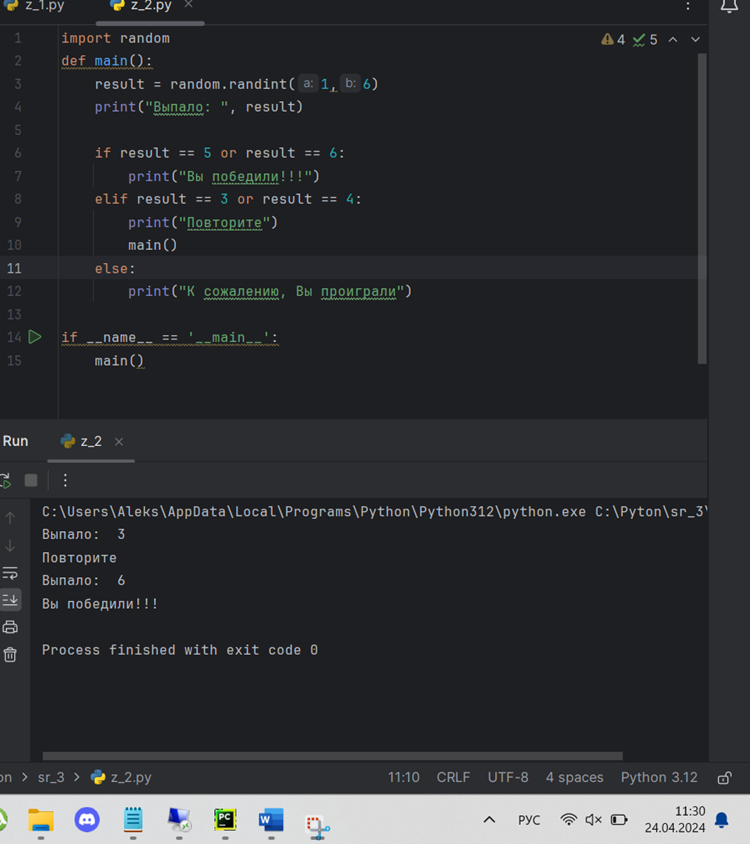 z_1.py z_2.py
4 5
1 import random
2 def main():
3 result = random.randint( a: 1, b: 6)
4 print("Выпало: ", result)
5
6 if result == 5 or result == 6:
7 print("Вы победили!!!")
8 elif result == 3 or result == 4:
9 print("Повторите")
10 main()
11 else:
12 print("К сожалению, Вы проиграли")
13
14 if __name__ == '__main__':
15 main()
Run z_2
C:\Users\Aleks\AppData\Local\Programs\Python\Python312\python.exe C:\Pyton\sr_3\
Выпало:  3
Повторите
Выпало:  6
Вы победили!!!
Process finished with exit code 0
on > sr_3 > z_2.py 11:10 CRLF UTF-8 4 spaces Python 3.12
PC W РУС 11:30
24.04.2024